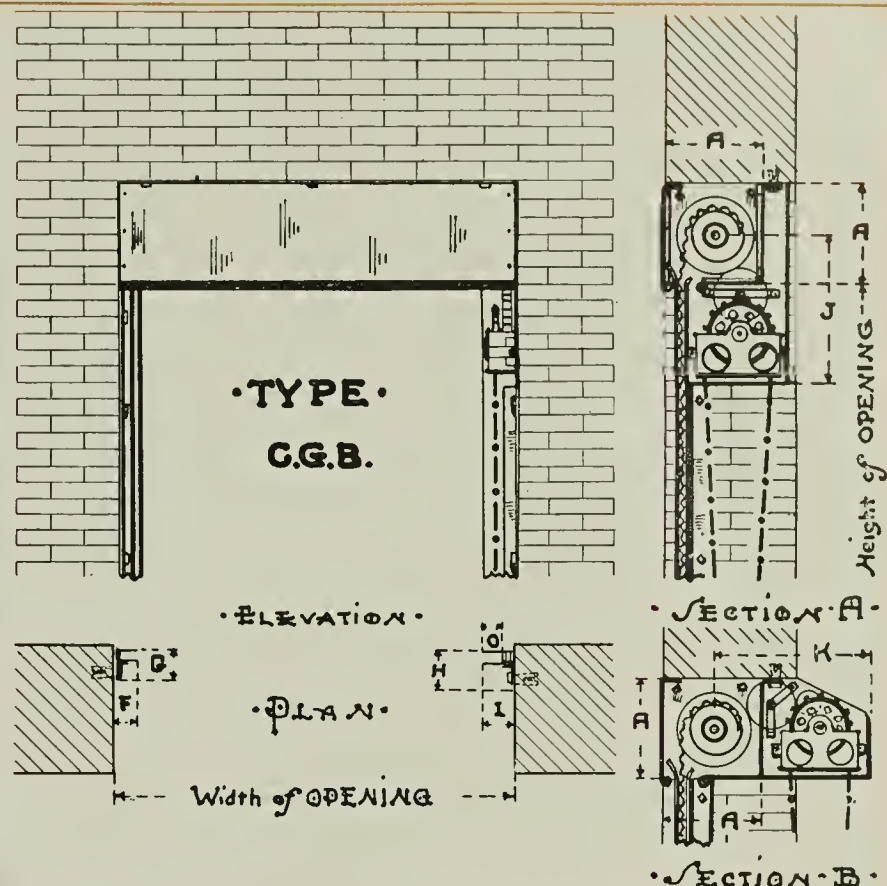 ·TYPE·
C.G.B.
·ELEVATION·
G
F
O
H
I
·PLAN·
Width of OPENING
A
A
J
Height of OPENING
·SECTION·A·
K
A
A
·SECTION·B·